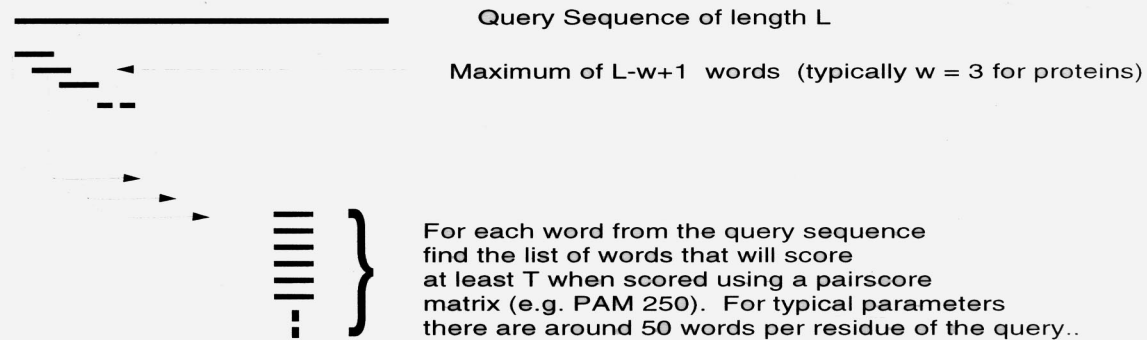 Query Sequence of length L
Maximum of L-w+1 words (typically w = 3 for proteins)
For each word from the query sequence
find the list of words that will score
at least T when scored using a pairscore
matrix (e.g. PAM 250). For typical parameters
there are around 50 words per residue of the query..